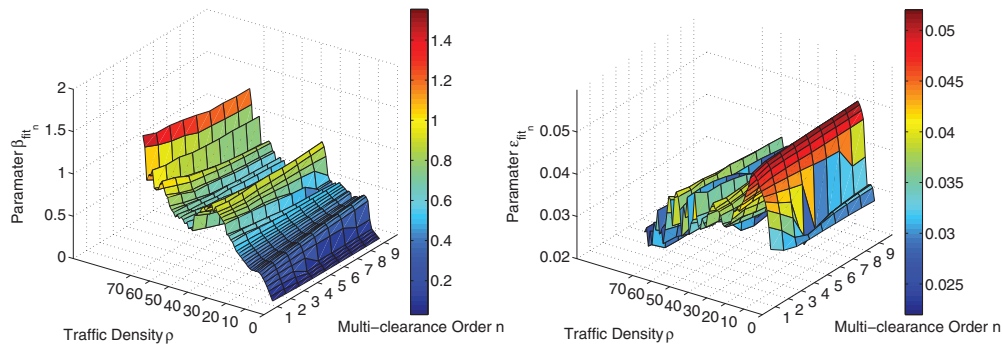 2
1.5
1
0.5
0
Paramater β_fit_n
70 60 50 40 30 20 10 0
Traffic Density ρ
1 2 3 4 5 6 7 8 9
Multi−clearance Order n
1.4
1.2
1
0.8
0.6
0.4
0.2
0.05
0.04
0.03
0.02
Paramater ε_fit_n
70 60 50 40 30 20 10 0
Traffic Density ρ
1 2 3 4 5 6 7 8 9
Multi−clearance Order n
0.05
0.045
0.04
0.035
0.03
0.025